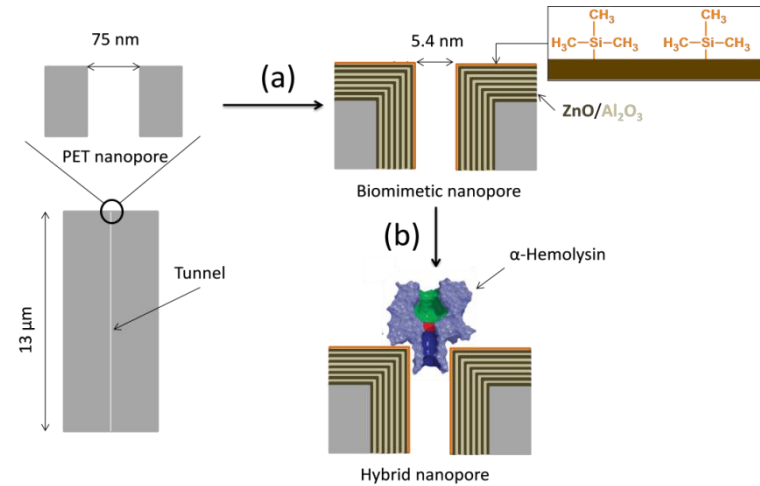 75 nm
(a)
5.4 nm
CH₃
H₃C—Si—CH₃
CH₃
H₃C—Si—CH₃
ZnO/Al₂O₃
PET nanopore
Biomimetic nanopore
(b)
α-Hemolysin
Tunnel
13 µm
Hybrid nanopore